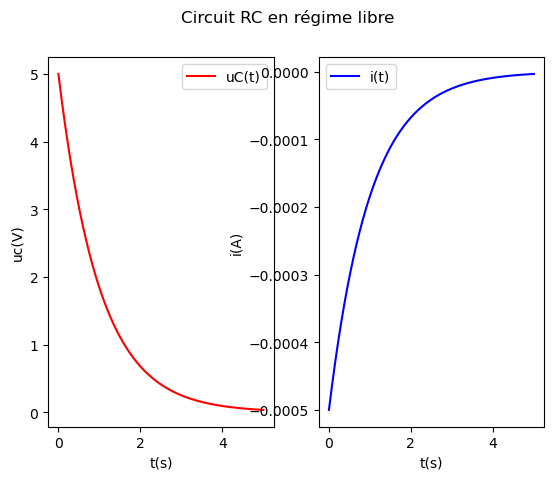 Circuit RC en régime libre
5
4
3
2
1
0
uc(V)
0
2
4
t(s)
uC(t)
0.0000
−0.0001
−0.0002
−0.0003
−0.0004
−0.0005
i(A)
0
2
4
t(s)
i(t)